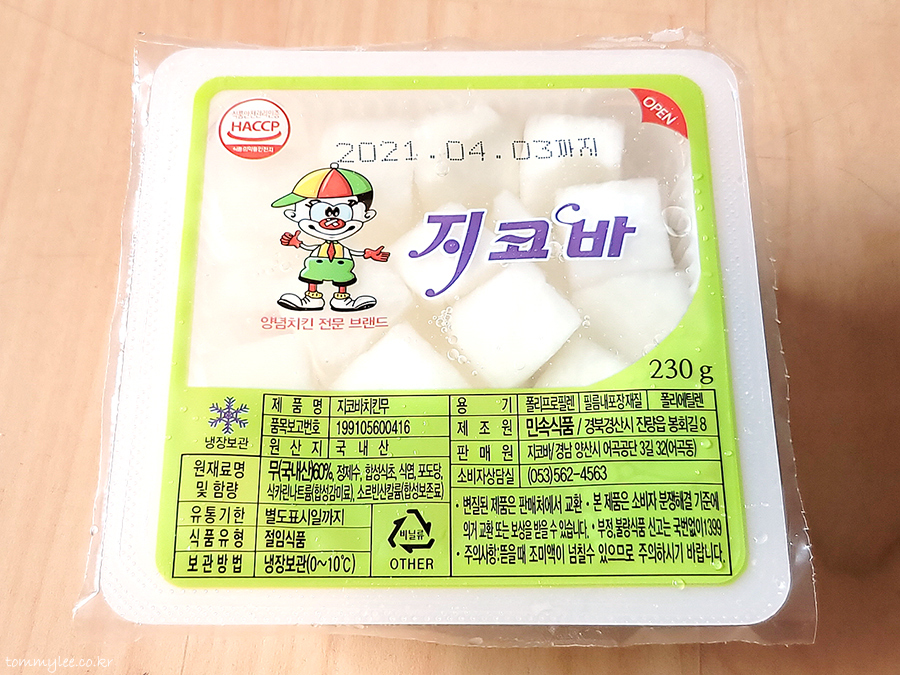 HACCP
OPEN
2021.04.03까지
지코바
양념치킨 전문 브랜드
230 g
냉장보관
제품명 지코바치킨무
품목보고번호 199105600416
원산지 국내산
원재료명 및 함량 무(국내산)60%, 정제수, 합성식초, 식염, 포도당,
식카린나트륨(합성감미료), 소르빈산칼륨(합성보존료)
유통기한 별도표시일까지
식품유형 절임식품
보관방법 냉장보관(0~10℃)
비닐류
OTHER
용기 폴리프로필렌 필름내포장재질 폴리에틸렌
제조원 민속식품 / 경북경산시 진량읍 봉회길 8
판매원 지코바/경남 양산시 어곡공단 3길 32(어곡동)
소비자상담실 (053)562-4563
• 변질된 제품은 판매처에서 교환 • 본 제품은 소비자 분쟁해결 기준에
의거 교환 또는 보상을 받을 수 있습니다. • 부정,불량식품 신고는 국번없이1399
• 주의사항:뜯을 때 조미액이 넘칠수 있으므로 주의하시기 바랍니다.
tommylee.co.kr